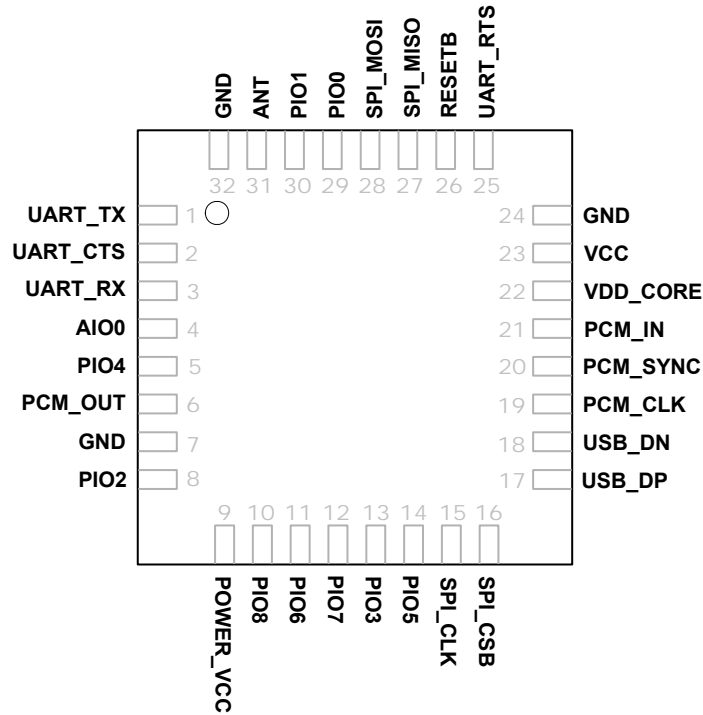 GND
ANT
PIO1
PIO0
SPI_MOSI
SPI_MISO
RESETB
UART_RTS
32 31 30 29 28 27 26 25
UART_TX 1 24 GND
UART_CTS 2 23 VCC
UART_RX 3 22 VDD_CORE
AIO0 4 21 PCM_IN
PIO4 5 20 PCM_SYNC
PCM_OUT 6 19 PCM_CLK
GND 7 18 USB_DN
PIO2 8 17 USB_DP
9 10 11 12 13 14 15 16
POWER_VCC
PIO8
PIO6
PIO7
PIO3
PIO5
SPI_CLK
SPI_CSB